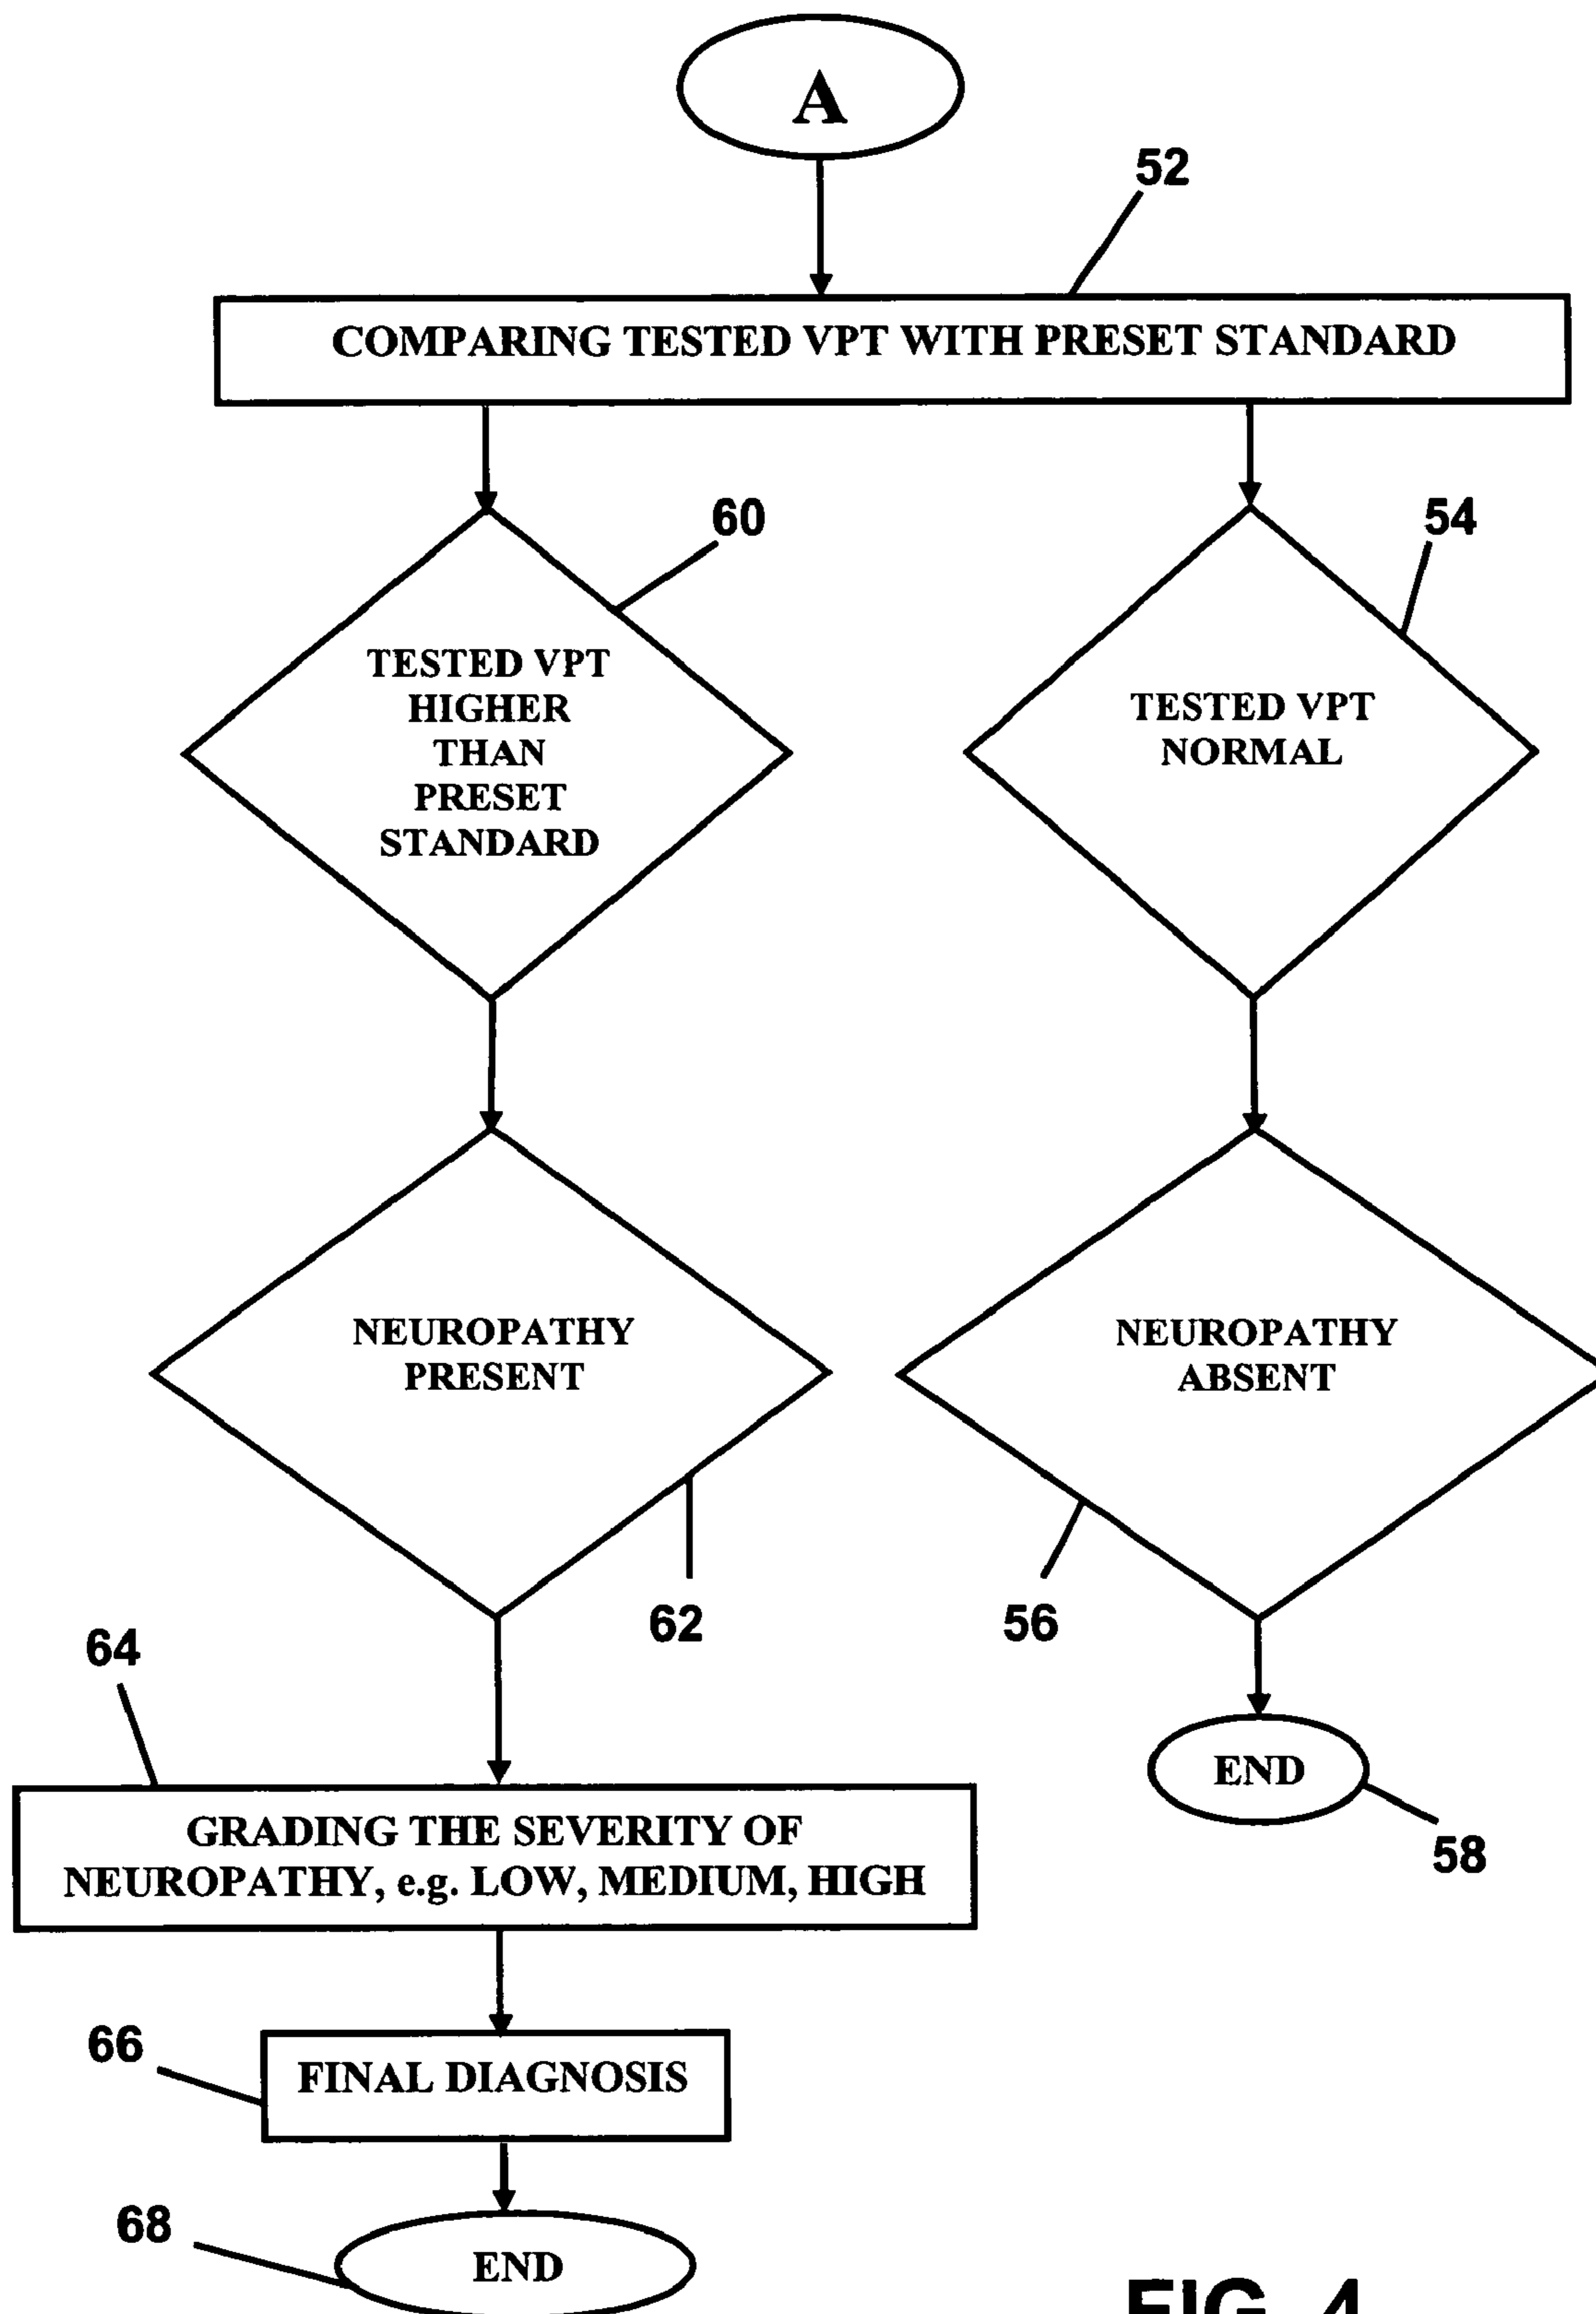 A
52
COMPARING TESTED VPT WITH PRESET STANDARD
60
54
TESTED VPT
HIGHER
THAN
PRESET
STANDARD
TESTED VPT
NORMAL
NEUROPATHY
PRESENT
NEUROPATHY
ABSENT
62
56
64
GRADING THE SEVERITY OF
NEUROPATHY, e.g. LOW, MEDIUM, HIGH
END
58
66
FINAL DIAGNOSIS
68
END
FIG. 4